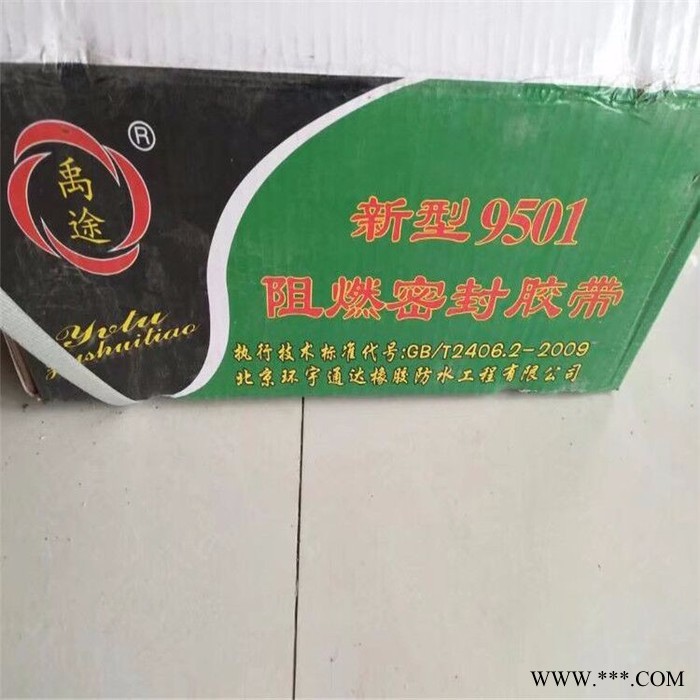 ®
禹
途
Yutu
新型9501
阻燃密封胶带
执行技术标准代号:GB/T2406.2-2009
北京环宇通达橡胶防水工程有限公司
WWW.***.COM